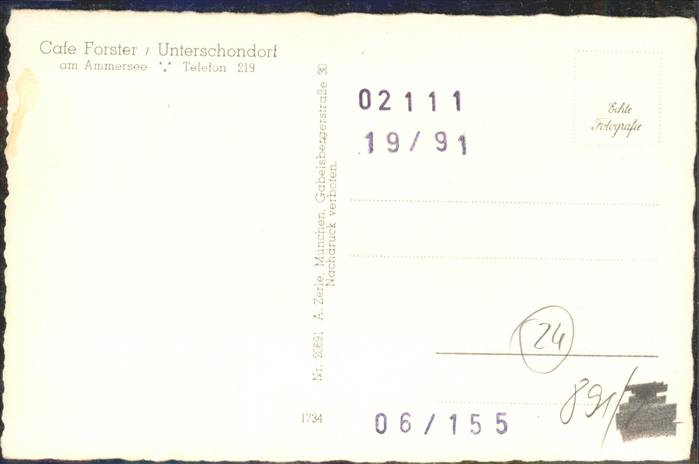 Cafe Forster / Unterschondorf
am Ammersee ∵ Telefon 219
Nr. 20691 A. Zerle, München, Gabelsbergerstraße 30
Nachdruck verboten.
1734
02111
19/91
Echte
Fotografie
24
891/
06/155